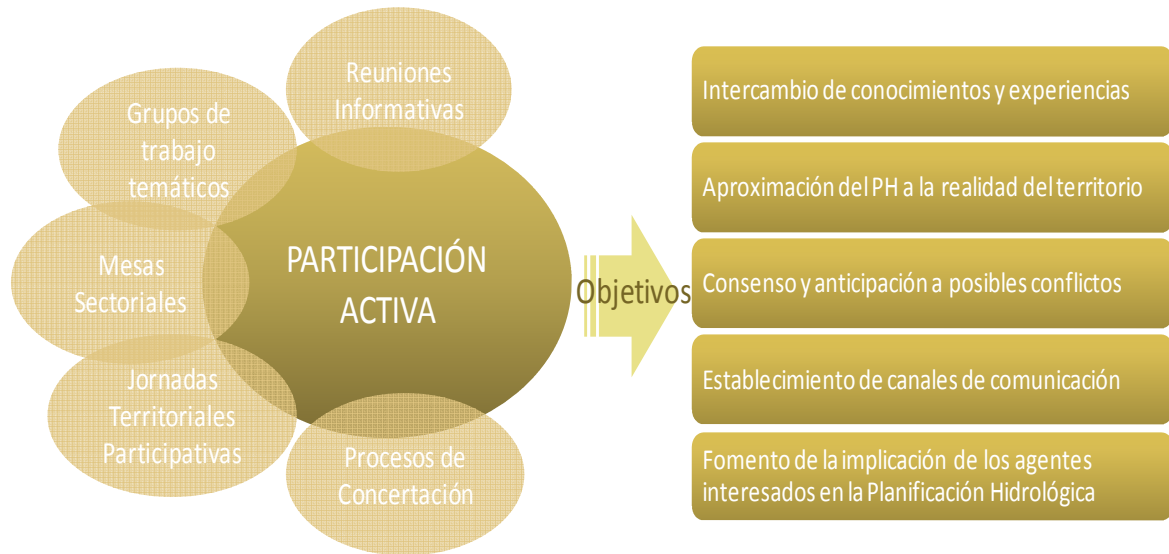 Reuniones
Informativas
Grupos de
trabajo
temáticos
Mesas
Sectoriales
Jornadas
Territoriales
Participativas
Procesos de
Concertación
PARTICIPACIÓN
ACTIVA
Objetivos
Intercambio de conocimientos y experiencias
Aproximación del PH a la realidad del territorio
Consenso y anticipación a posibles conflictos
Establecimiento de canales de comunicación
Fomento de la implicación de los agentes
interesados en la Planificación Hidrológica